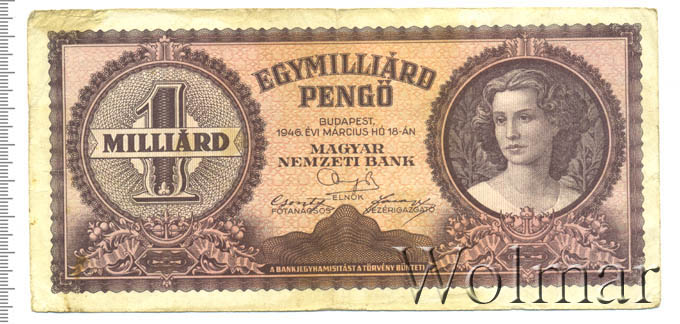 EGYMILLIÁRD
PENGŐ
1
MILLIÁRD
BUDAPEST,
1946. ÉVI MÁRCIUS HÓ 18-ÁN
MAGYAR
NEMZETI BANK
ELNÖK
FŐTANÁCSOS VEZÉRIGAZGATÓ
A BANKJEGYHAMISÍTÁST A TÖRVÉNY BÜNTETI
Wolmar